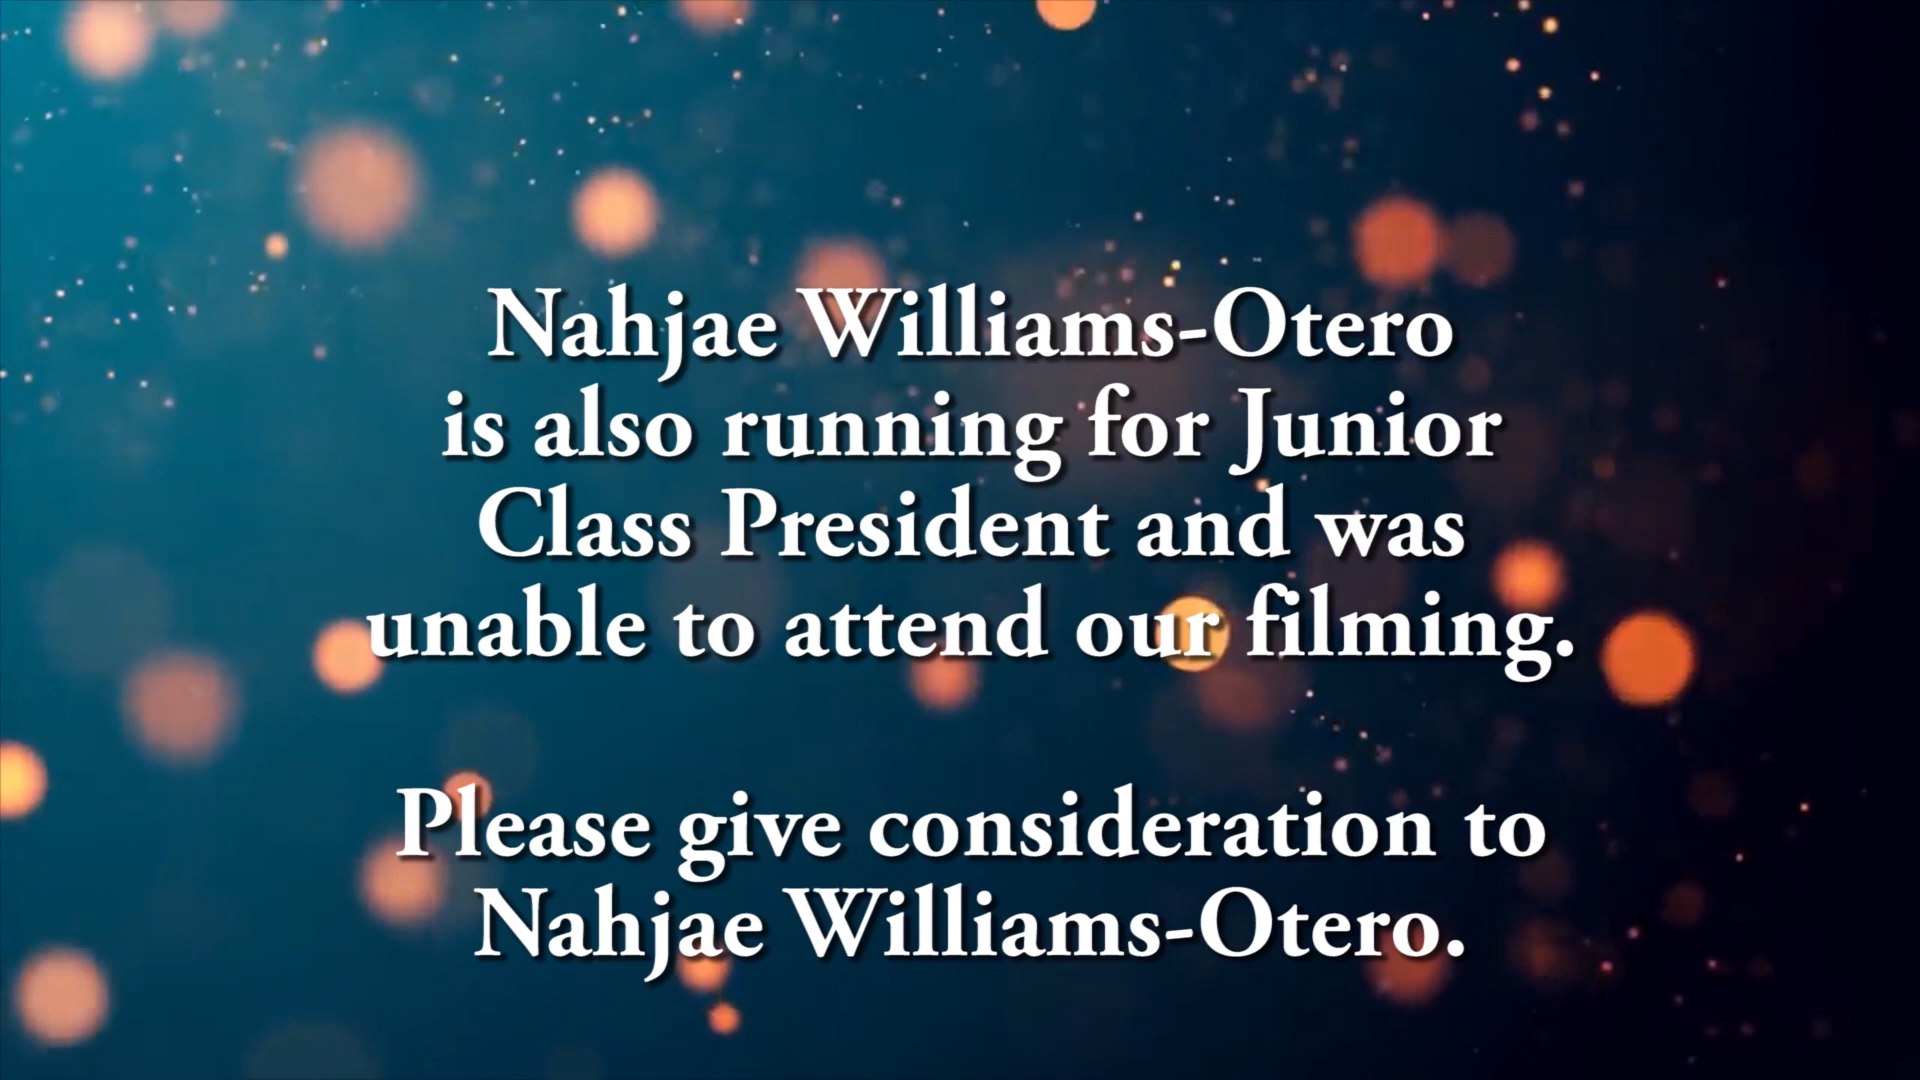 Nahjae Williams-Otero
is also running for Junior
Class President and was
unable to attend our filming.
Please give consideration to
Nahjae Williams-Otero.